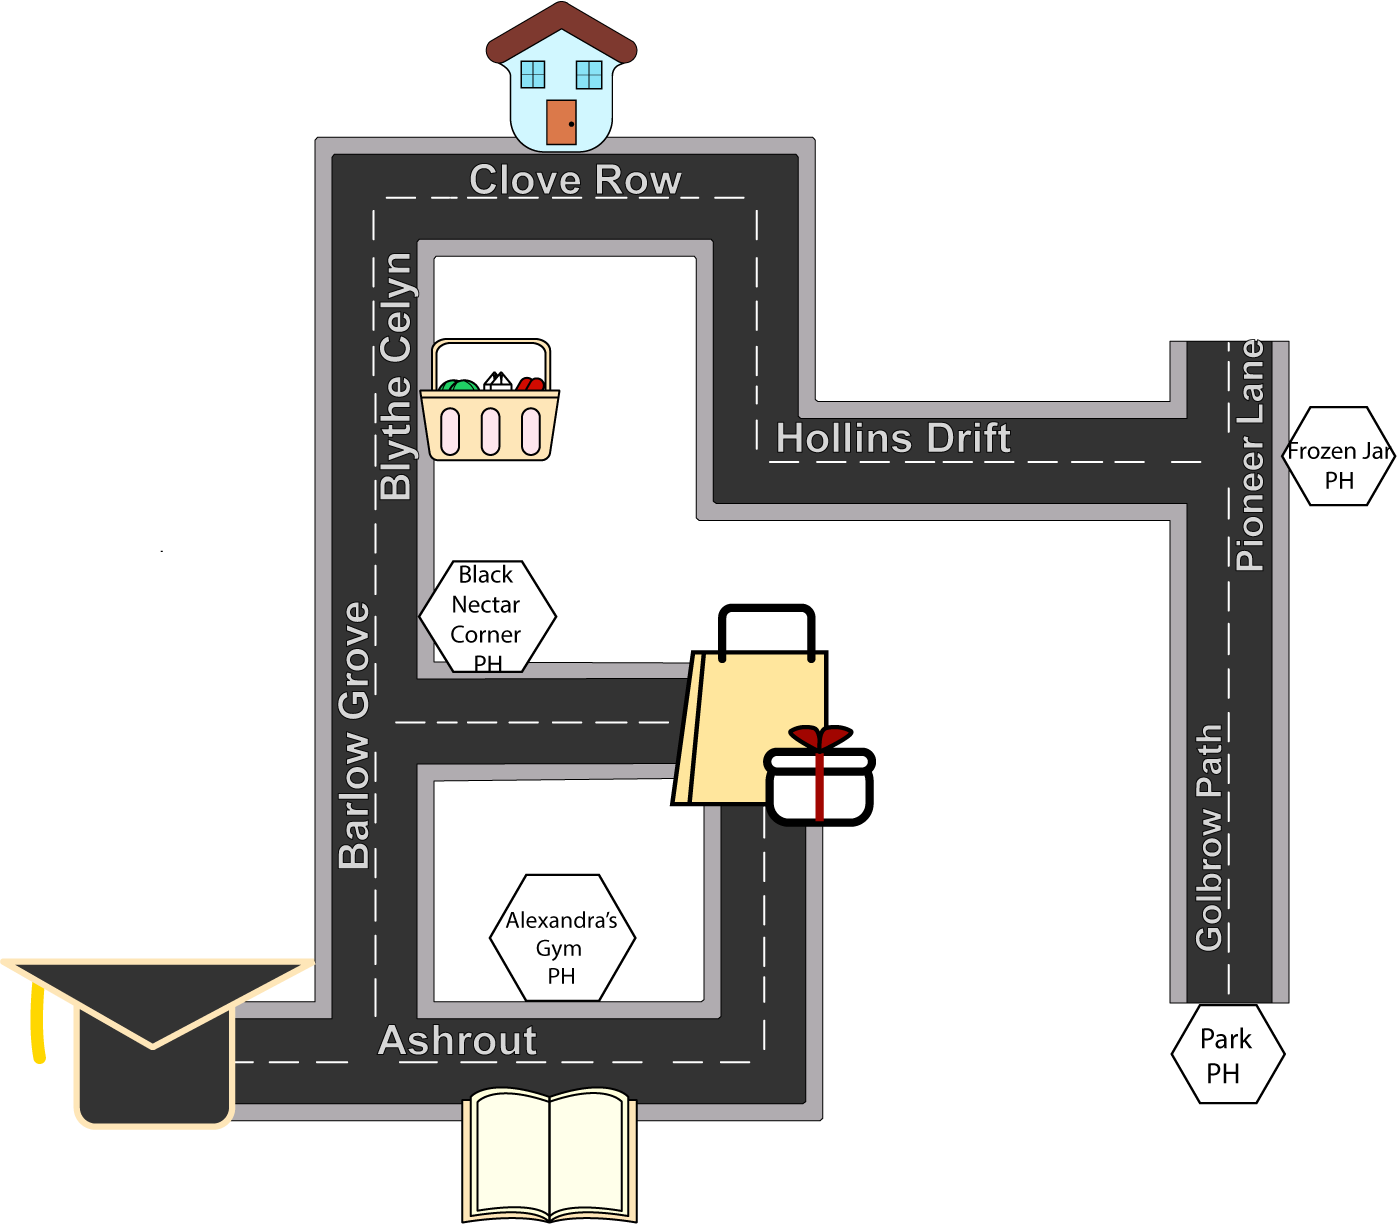 Clove Row
Blythe Celyn
Hollins Drift
Pioneer Lane
Frozen Jar
PH
Black
Nectar
Corner
PH
Barlow Grove
Golbrow Path
Alexandra's
Gym
PH
Ashrout
Park
PH